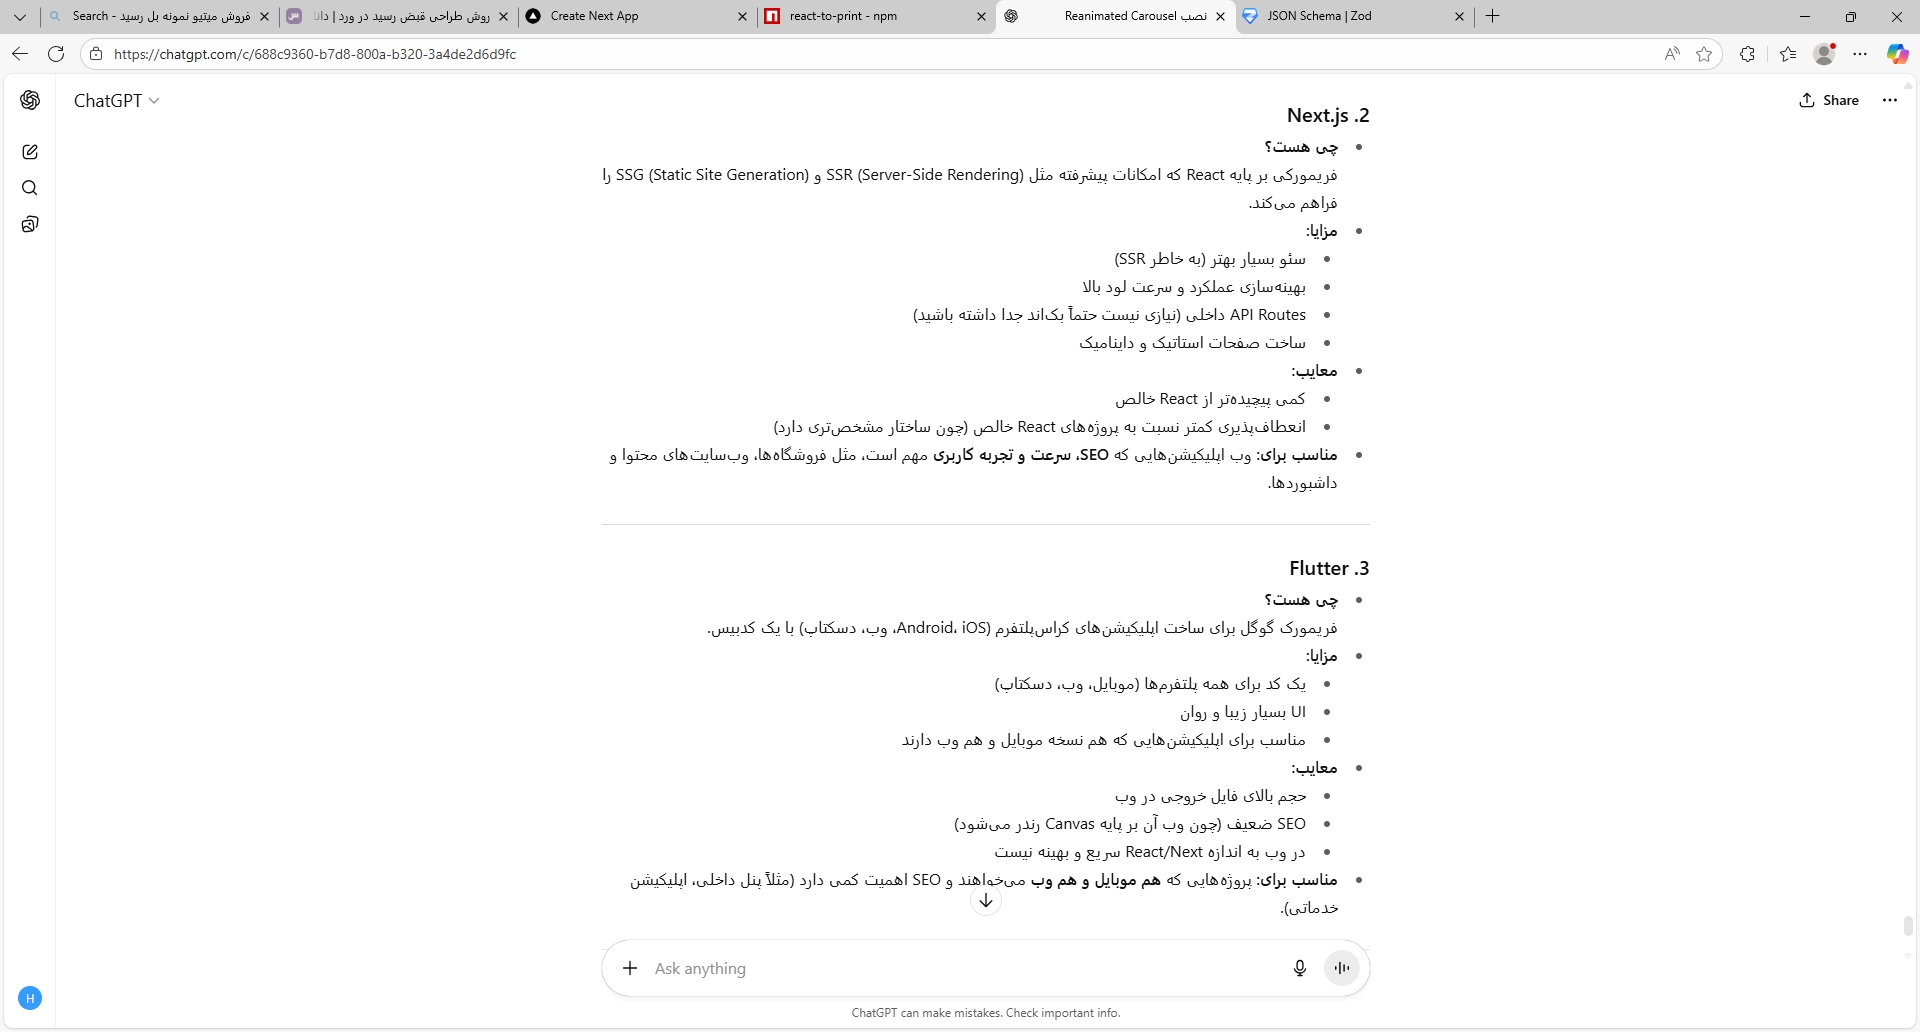 فروش میتیو نمونه بل رسید - Search
روش طراحی قبض رسید در ورد | دانا
Create Next App
react-to-print - npm
نصب Reanimated Carousel
JSON Schema | Zod
https://chatgpt.com/c/688c9360-b7d8-800a-b320-3a4de2d6d9fc
ChatGPT
Share
2. Next.js
چی هست؟
فریمورکی بر پایه React که امکانات پیشرفته مثل SSR (Server-Side Rendering) و SSG (Static Site Generation) را
فراهم می‌کند.
مزایا:
سئو بسیار بهتر (به خاطر SSR)
بهینه‌سازی عملکرد و سرعت لود بالا
API Routes داخلی (نیازی نیست حتماً بک‌اند جدا داشته باشید)
ساخت صفحات استاتیک و داینامیک
معایب:
کمی پیچیده‌تر از React خالص
انعطاف‌پذیری کمتر نسبت به پروژه‌های React خالص (چون ساختار مشخص‌تری دارد)
مناسب برای: وب اپلیکیشن‌هایی که SEO، سرعت و تجربه کاربری مهم است، مثل فروشگاه‌ها، وب‌سایت‌های محتوا و
داشبوردها.
3. Flutter
چی هست؟
فریمورک گوگل برای ساخت اپلیکیشن‌های کراس‌پلتفرم (Android، iOS، وب، دسکتاپ) با یک کدبیس.
مزایا:
یک کد برای همه پلتفرم‌ها (موبایل، وب، دسکتاپ)
UI بسیار زیبا و روان
مناسب برای اپلیکیشن‌هایی که هم نسخه موبایل و هم وب دارند
معایب:
حجم بالای فایل خروجی در وب
SEO ضعیف (چون وب آن بر پایه Canvas رندر می‌شود)
در وب به اندازه React/Next سریع و بهینه نیست
مناسب برای: پروژه‌هایی که هم موبایل و هم وب می‌خواهند و SEO اهمیت کمی دارد (مثلاً پنل داخلی، اپلیکیشن
خدماتی).
Ask anything
H
ChatGPT can make mistakes. Check important info.